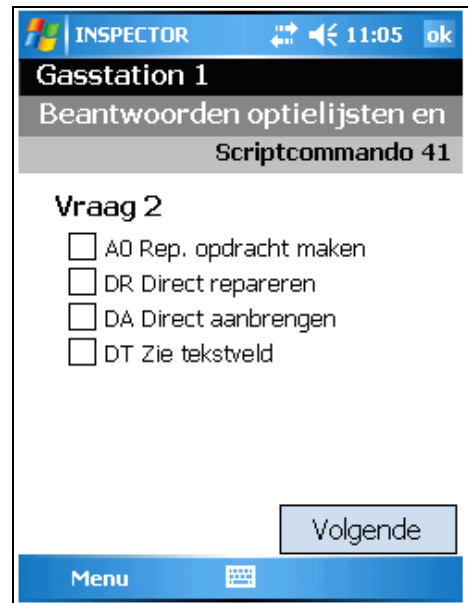 INSPECTOR 11:05 ok
Gasstation 1
Beantwoorden optielijsten en
Scriptcommando 41
Vraag 2
A0 Rep. opdracht maken
DR Direct repareren
DA Direct aanbrengen
DT Zie tekstveld
Volgende
Menu